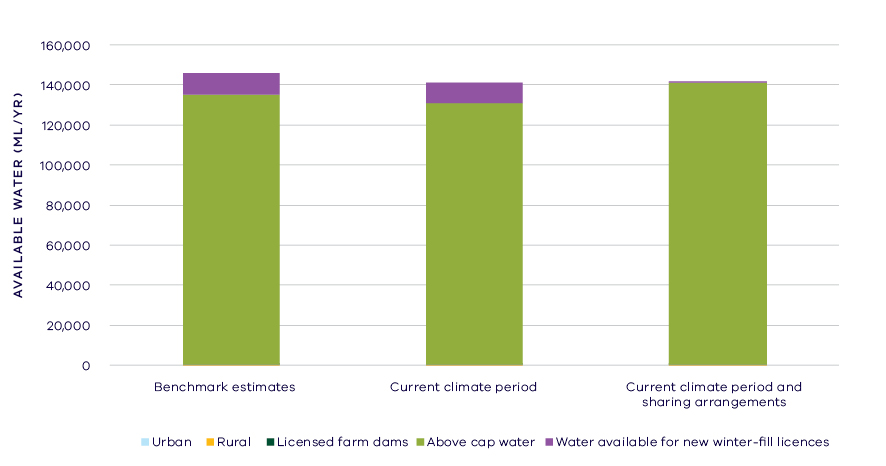 AVAILABLE WATER (ML/YR)
160,000
140,000
120,000
100,000
80,000
60,000
40,000
20,000
0
Benchmark estimates
Current climate period
Current climate period and
sharing arrangements
Urban
Rural
Licensed farm dams
Above cap water
Water available for new winter-fill licences